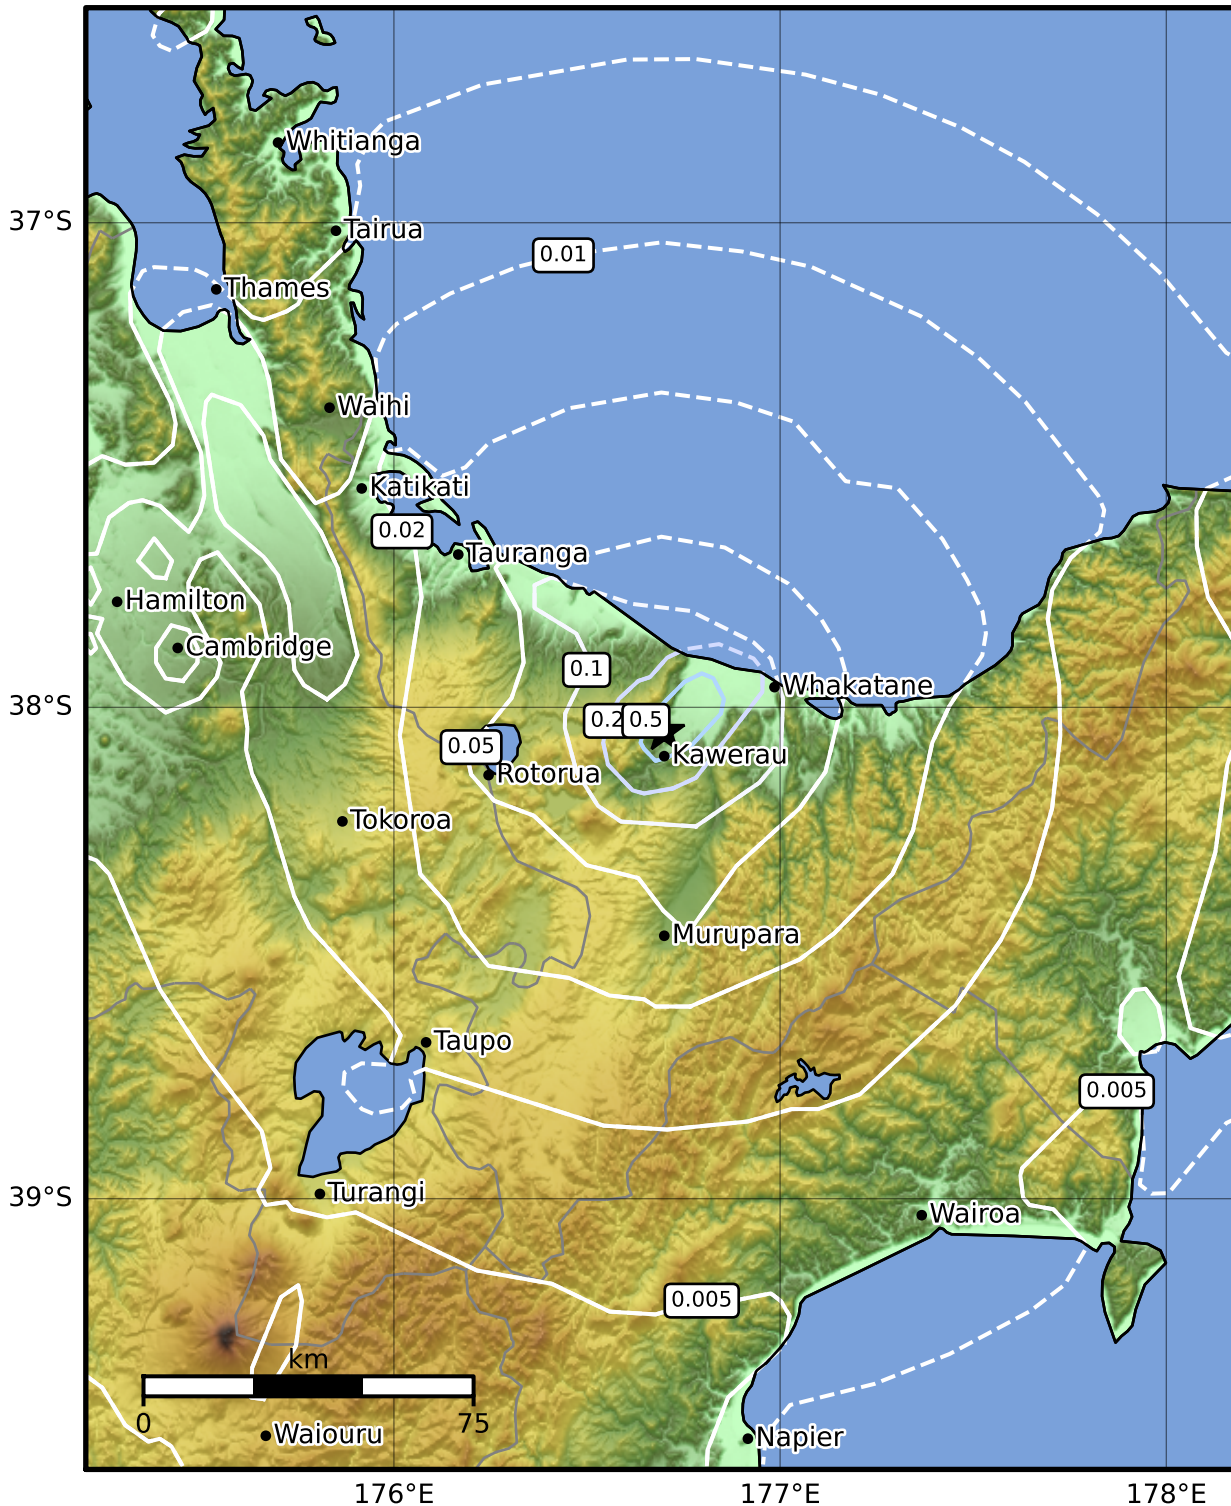 Whitianga
37°S
Tairua
0.01
Thames
Waihi
Katikati
0.02
Tauranga
Hamilton
Cambridge
0.1
Whakatane
38°S
0.2
0.5
0.05
Kawerau
Rotorua
Tokoroa
Murupara
Taupo
0.005
39°S
Turangi
Wairoa
0.005
km
0 75
Waiouru
Napier
176°E 177°E 178°E